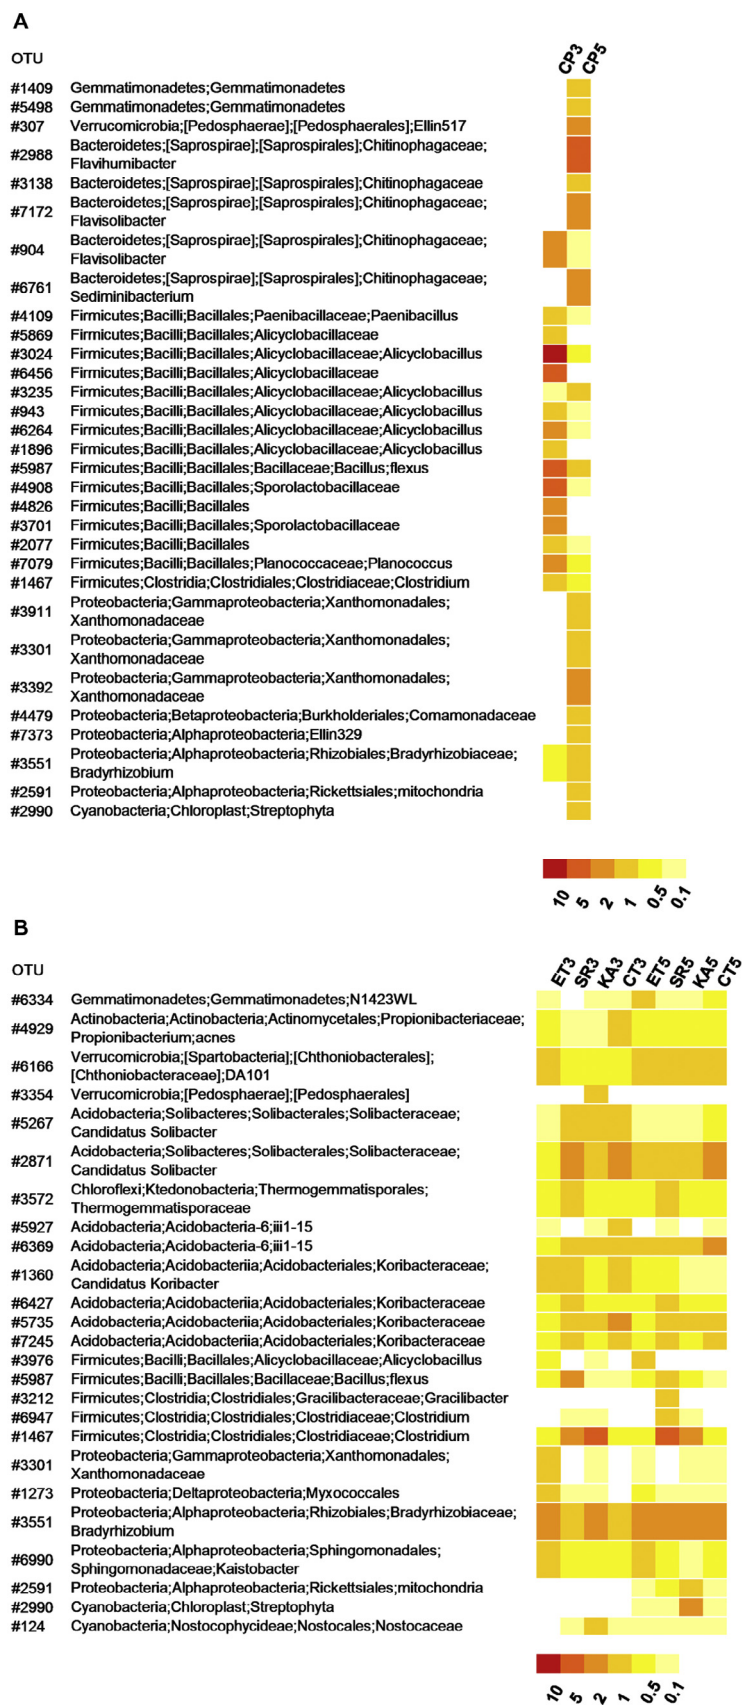 A
OTU
CP3 CP5
#1409 Gemmatimonadetes;Gemmatimonadetes
#5498 Gemmatimonadetes;Gemmatimonadetes
#307 Verrucomicrobia;[Pedosphaerae];[Pedosphaerales];Ellin517
#2988 Bacteroidetes;[Saprospirae];[Saprospirales];Chitinophagaceae;
Flavihumibacter
#3138 Bacteroidetes;[Saprospirae];[Saprospirales];Chitinophagaceae
#7172 Bacteroidetes;[Saprospirae];[Saprospirales];Chitinophagaceae;
Flavisolibacter
#904 Bacteroidetes;[Saprospirae];[Saprospirales];Chitinophagaceae;
Flavisolibacter
#6761 Bacteroidetes;[Saprospirae];[Saprospirales];Chitinophagaceae;
Sediminibacterium
#4109 Firmicutes;Bacilli;Bacillales;Paenibacillaceae;Paenibacillus
#5869 Firmicutes;Bacilli;Bacillales;Alicyclobacillaceae
#3024 Firmicutes;Bacilli;Bacillales;Alicyclobacillaceae;Alicyclobacillus
#6456 Firmicutes;Bacilli;Bacillales;Alicyclobacillaceae
#3235 Firmicutes;Bacilli;Bacillales;Alicyclobacillaceae;Alicyclobacillus
#943 Firmicutes;Bacilli;Bacillales;Alicyclobacillaceae;Alicyclobacillus
#6264 Firmicutes;Bacilli;Bacillales;Alicyclobacillaceae;Alicyclobacillus
#1896 Firmicutes;Bacilli;Bacillales;Alicyclobacillaceae;Alicyclobacillus
#5987 Firmicutes;Bacilli;Bacillales;Bacillaceae;Bacillus;flexus
#4908 Firmicutes;Bacilli;Bacillales;Sporolactobacillaceae
#4826 Firmicutes;Bacilli;Bacillales
#3701 Firmicutes;Bacilli;Bacillales;Sporolactobacillaceae
#2077 Firmicutes;Bacilli;Bacillales
#7079 Firmicutes;Bacilli;Bacillales;Planococcaceae;Planococcus
#1467 Firmicutes;Clostridia;Clostridiales;Clostridiaceae;Clostridium
#3911 Proteobacteria;Gammaproteobacteria;Xanthomonadales;
Xanthomonadaceae
#3301 Proteobacteria;Gammaproteobacteria;Xanthomonadales;
Xanthomonadaceae
#3392 Proteobacteria;Gammaproteobacteria;Xanthomonadales;
Xanthomonadaceae
#4479 Proteobacteria;Betaproteobacteria;Burkholderiales;Comamonadaceae
#7373 Proteobacteria;Alphaproteobacteria;Ellin329
#3551 Proteobacteria;Alphaproteobacteria;Rhizobiales;Bradyrhizobiaceae;
Bradyrhizobium
#2591 Proteobacteria;Alphaproteobacteria;Rickettsiales;mitochondria
#2990 Cyanobacteria;Chloroplast;Streptophyta
10 5 2 1 0.5 0.1
B
OTU
ET3 SR3 KA3 CT3 ET5 SR5 KA5 CT5
#6334 Gemmatimonadetes;Gemmatimonadetes;N1423WL
#4929 Actinobacteria;Actinobacteria;Actinomycetales;Propionibacteriaceae;
Propionibacterium;acnes
#6166 Verrucomicrobia;[Spartobacteria];[Chthoniobacterales];
[Chthoniobacteraceae];DA101
#3354 Verrucomicrobia;[Pedosphaerae];[Pedosphaerales]
#5267 Acidobacteria;Solibacteres;Solibacterales;Solibacteraceae;
Candidatus Solibacter
#2871 Acidobacteria;Solibacteres;Solibacterales;Solibacteraceae;
Candidatus Solibacter
#3572 Chloroflexi;Ktedonobacteria;Thermogemmatisporales;
Thermogemmatisporaceae
#5927 Acidobacteria;Acidobacteria-6;iii1-15
#6369 Acidobacteria;Acidobacteria-6;iii1-15
#1360 Acidobacteria;Acidobacteriia;Acidobacteriales;Koribacteraceae;
Candidatus Koribacter
#6427 Acidobacteria;Acidobacteriia;Acidobacteriales;Koribacteraceae
#5735 Acidobacteria;Acidobacteriia;Acidobacteriales;Koribacteraceae
#7245 Acidobacteria;Acidobacteriia;Acidobacteriales;Koribacteraceae
#3976 Firmicutes;Bacilli;Bacillales;Alicyclobacillaceae;Alicyclobacillus
#5987 Firmicutes;Bacilli;Bacillales;Bacillaceae;Bacillus;flexus
#3212 Firmicutes;Clostridia;Clostridiales;Gracilibacteraceae;Gracilibacter
#6947 Firmicutes;Clostridia;Clostridiales;Clostridiaceae;Clostridium
#1467 Firmicutes;Clostridia;Clostridiales;Clostridiaceae;Clostridium
#3301 Proteobacteria;Gammaproteobacteria;Xanthomonadales;
Xanthomonadaceae
#1273 Proteobacteria;Deltaproteobacteria;Myxococcales
#3551 Proteobacteria;Alphaproteobacteria;Rhizobiales;Bradyrhizobiaceae;
Bradyrhizobium
#6990 Proteobacteria;Alphaproteobacteria;Sphingomonadales;
Sphingomonadaceae;Kaistobacter
#2591 Proteobacteria;Alphaproteobacteria;Rickettsiales;mitochondria
#2990 Cyanobacteria;Chloroplast;Streptophyta
#124 Cyanobacteria;Nostocophycideae;Nostocales;Nostocaceae
10 5 2 1 0.5 0.1